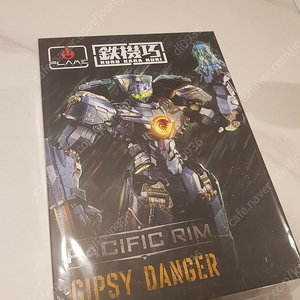 FLAME
鉄機巧
KURO KARA KURI
PACIFIC RIM
GIPSY DANGER